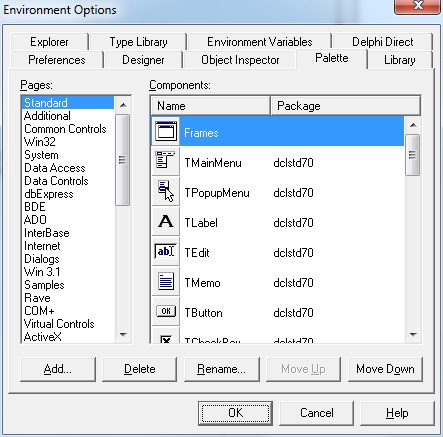 Environment Options
Explorer Type Library Environment Variables Delphi Direct
Preferences Designer Object Inspector Palette Library
Pages: Components:
Standard
Additional
Common Controls
Win32
System
Data Access
Data Controls
dbExpress
BDE
ADO
InterBase
Internet
Dialogs
Win 3.1
Samples
Rave
COM+
Virtual Controls
ActiveX
Name Package
Frames
TMainMenu dclstd70
TPopupMenu dclstd70
A TLabel dclstd70
ab TEdit dclstd70
TMemo dclstd70
OK TButton dclstd70
TCheckBox dclstd70
Add... Delete Rename... Move Up Move Down
OK Cancel Help